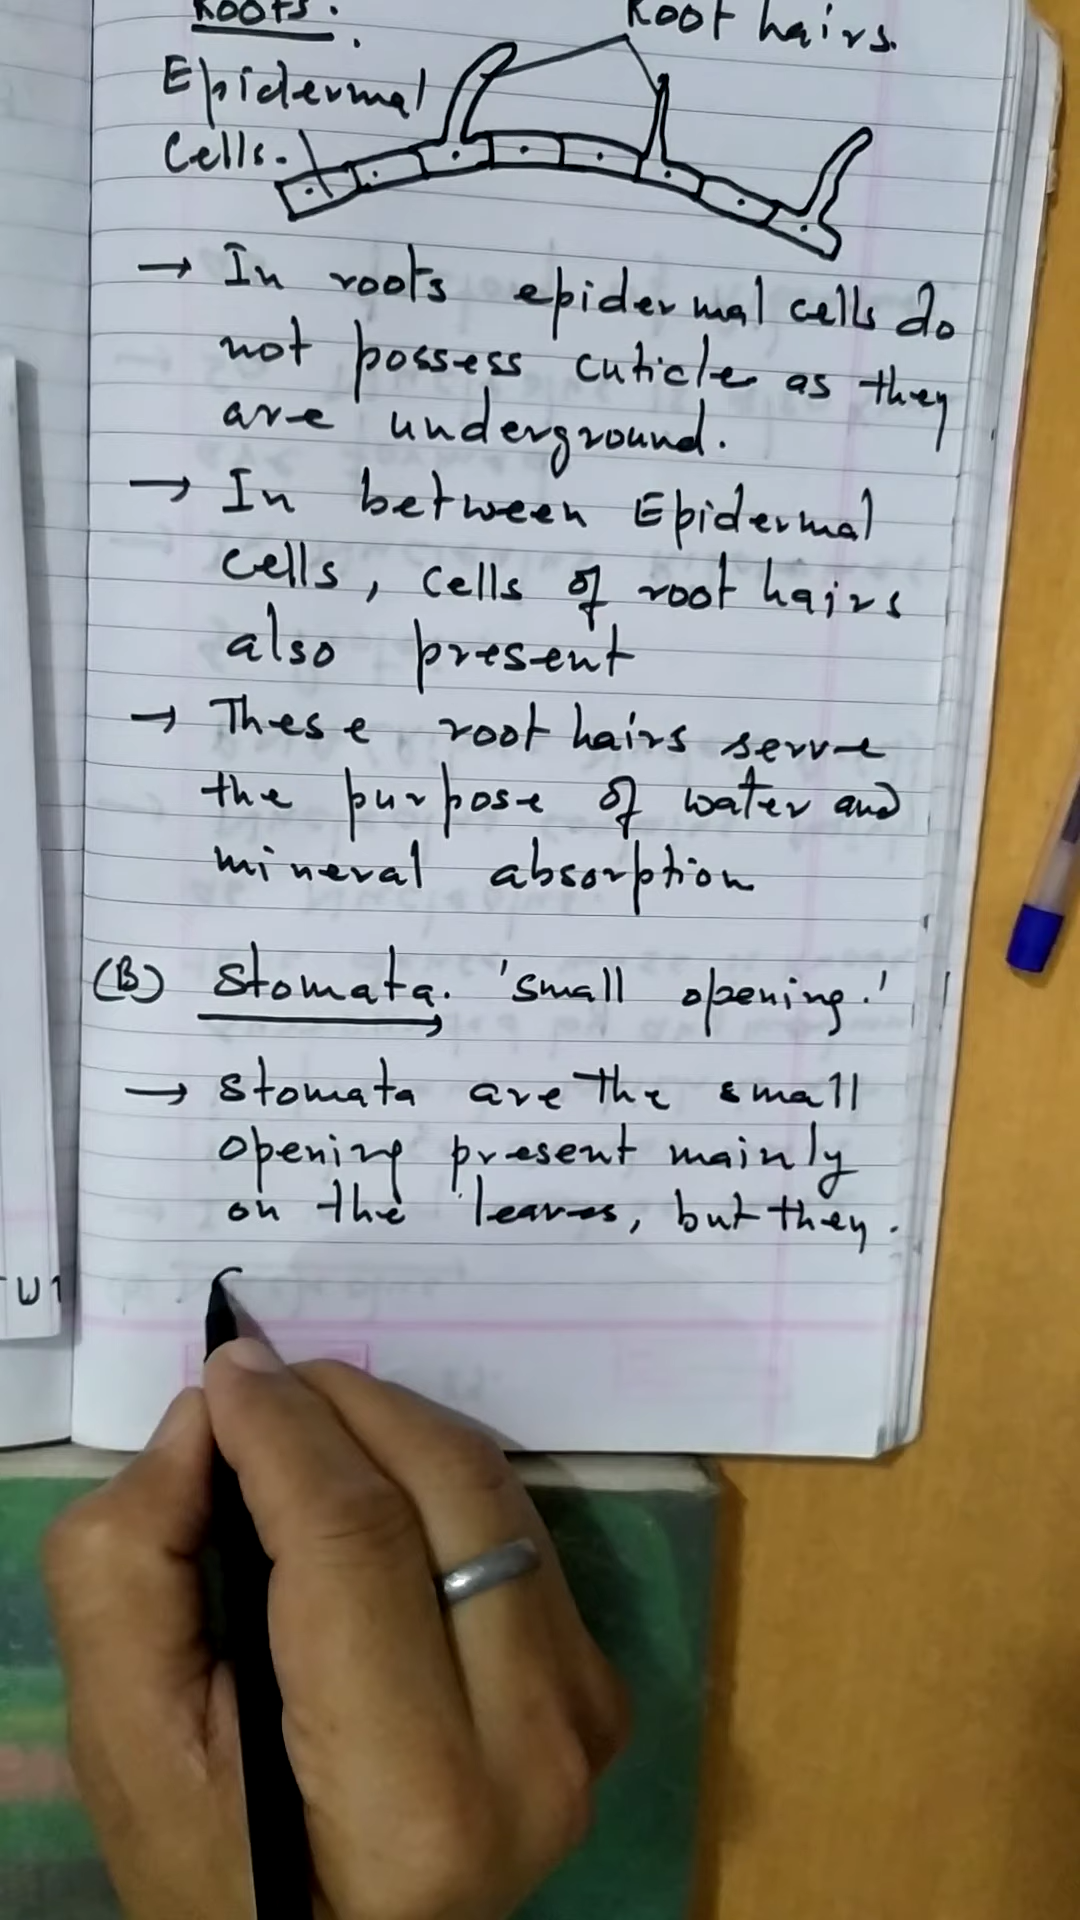 Roots.
Root hairs.
Epidermal
Cells.
→ In roots epidermal cells do
not possess cuticle as they
are underground.
→ In between Epidermal
cells, cells of root hairs
also present
→ These root hairs serve
the purpose of water and
mineral absorption
(B) Stomata. 'small opening.'
→ Stomata are the small
opening present mainly
on the leaves, but they.